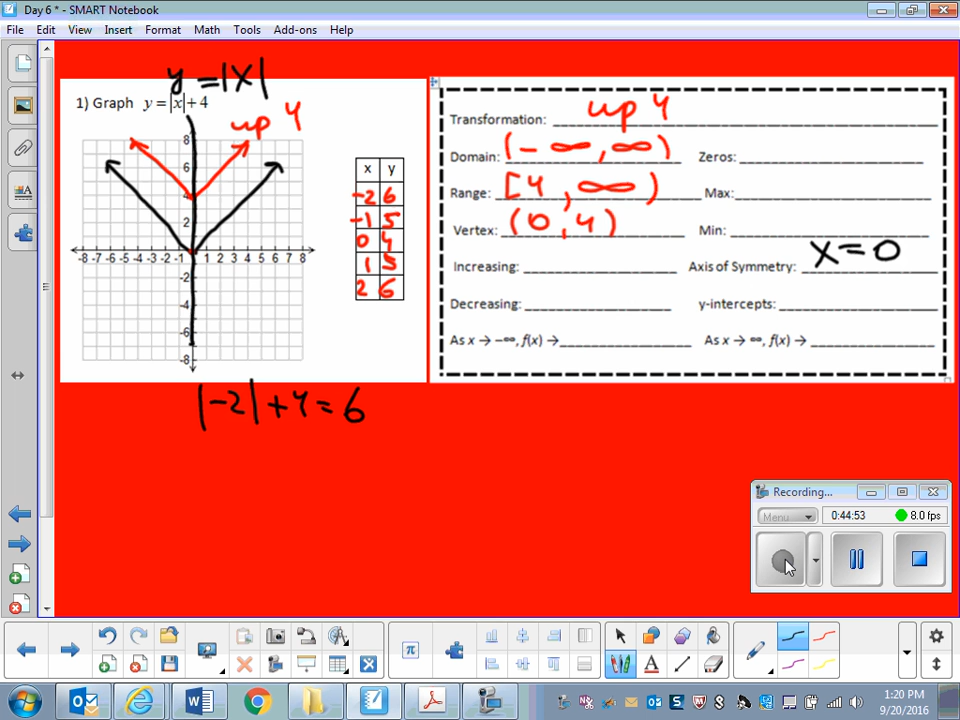 Day 6 * - SMART Notebook
File Edit View Insert Format Math Tools Add-ons Help
y = |x|
1) Graph y = |x| + 4
up 4
8
6
4
2
-8 -7 -6 -5 -4 -3 -2 -1 1 2 3 4 5 6 7 8
-2
-4
-6
-8
x y
-2 6
-1 5
0 4
1 5
2 6
|-2| + 4 = 6
Transformation: up 4
Domain: (-∞, ∞) Zeros:
Range: [4, ∞) Max:
Vertex: (0, 4) Min:
Increasing: Axis of Symmetry: x = 0
Decreasing: y-intercepts:
As x → -∞, f(x) → As x → ∞, f(x) →
Recording...
Menu 0:44:53 8.0 fps
1:20 PM
9/20/2016